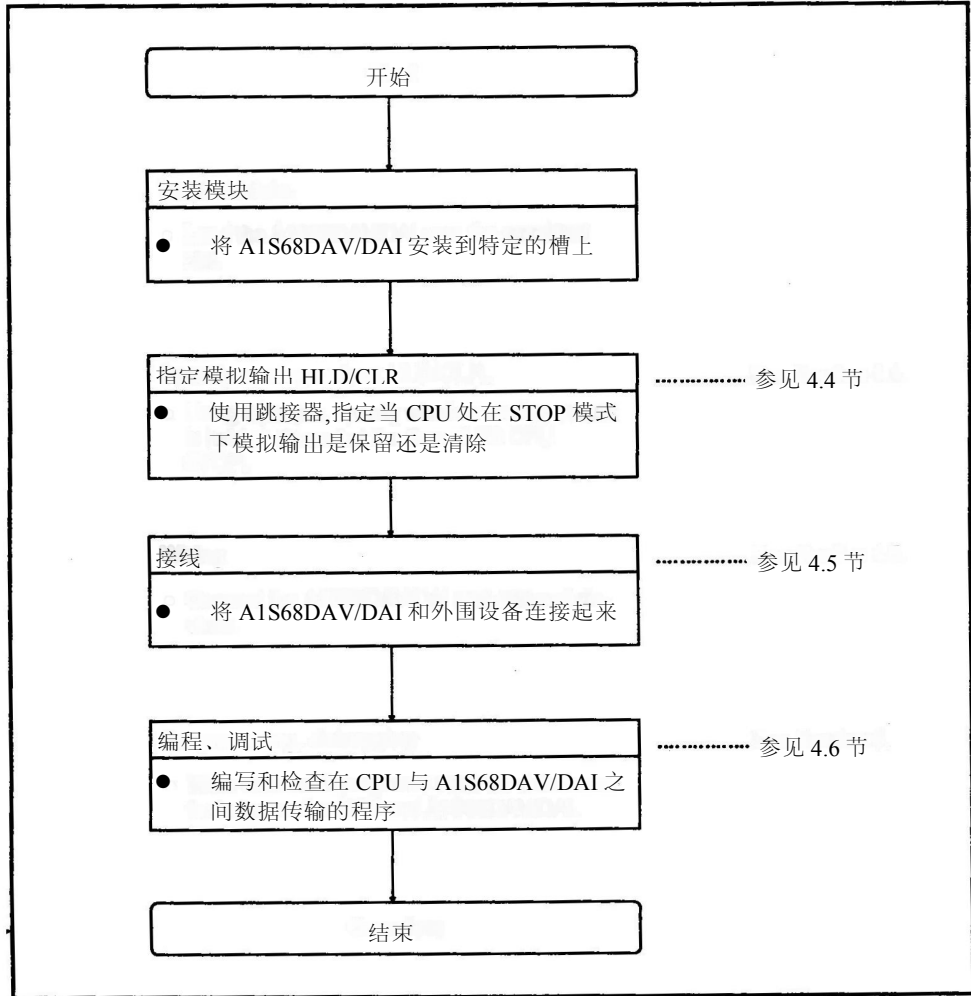 开始
安装模块
● 将 A1S68DAV/DAI 安装到特定的槽上
指定模拟输出 HLD/CLR
参见 4.4 节
● 使用跳接器,指定当 CPU 处在 STOP 模式
下模拟输出是保留还是清除
接线
参见 4.5 节
● 将 A1S68DAV/DAI 和外围设备连接起来
编程、调试
参见 4.6 节
● 编写和检查在 CPU 与 A1S68DAV/DAI 之
间数据传输的程序
结束